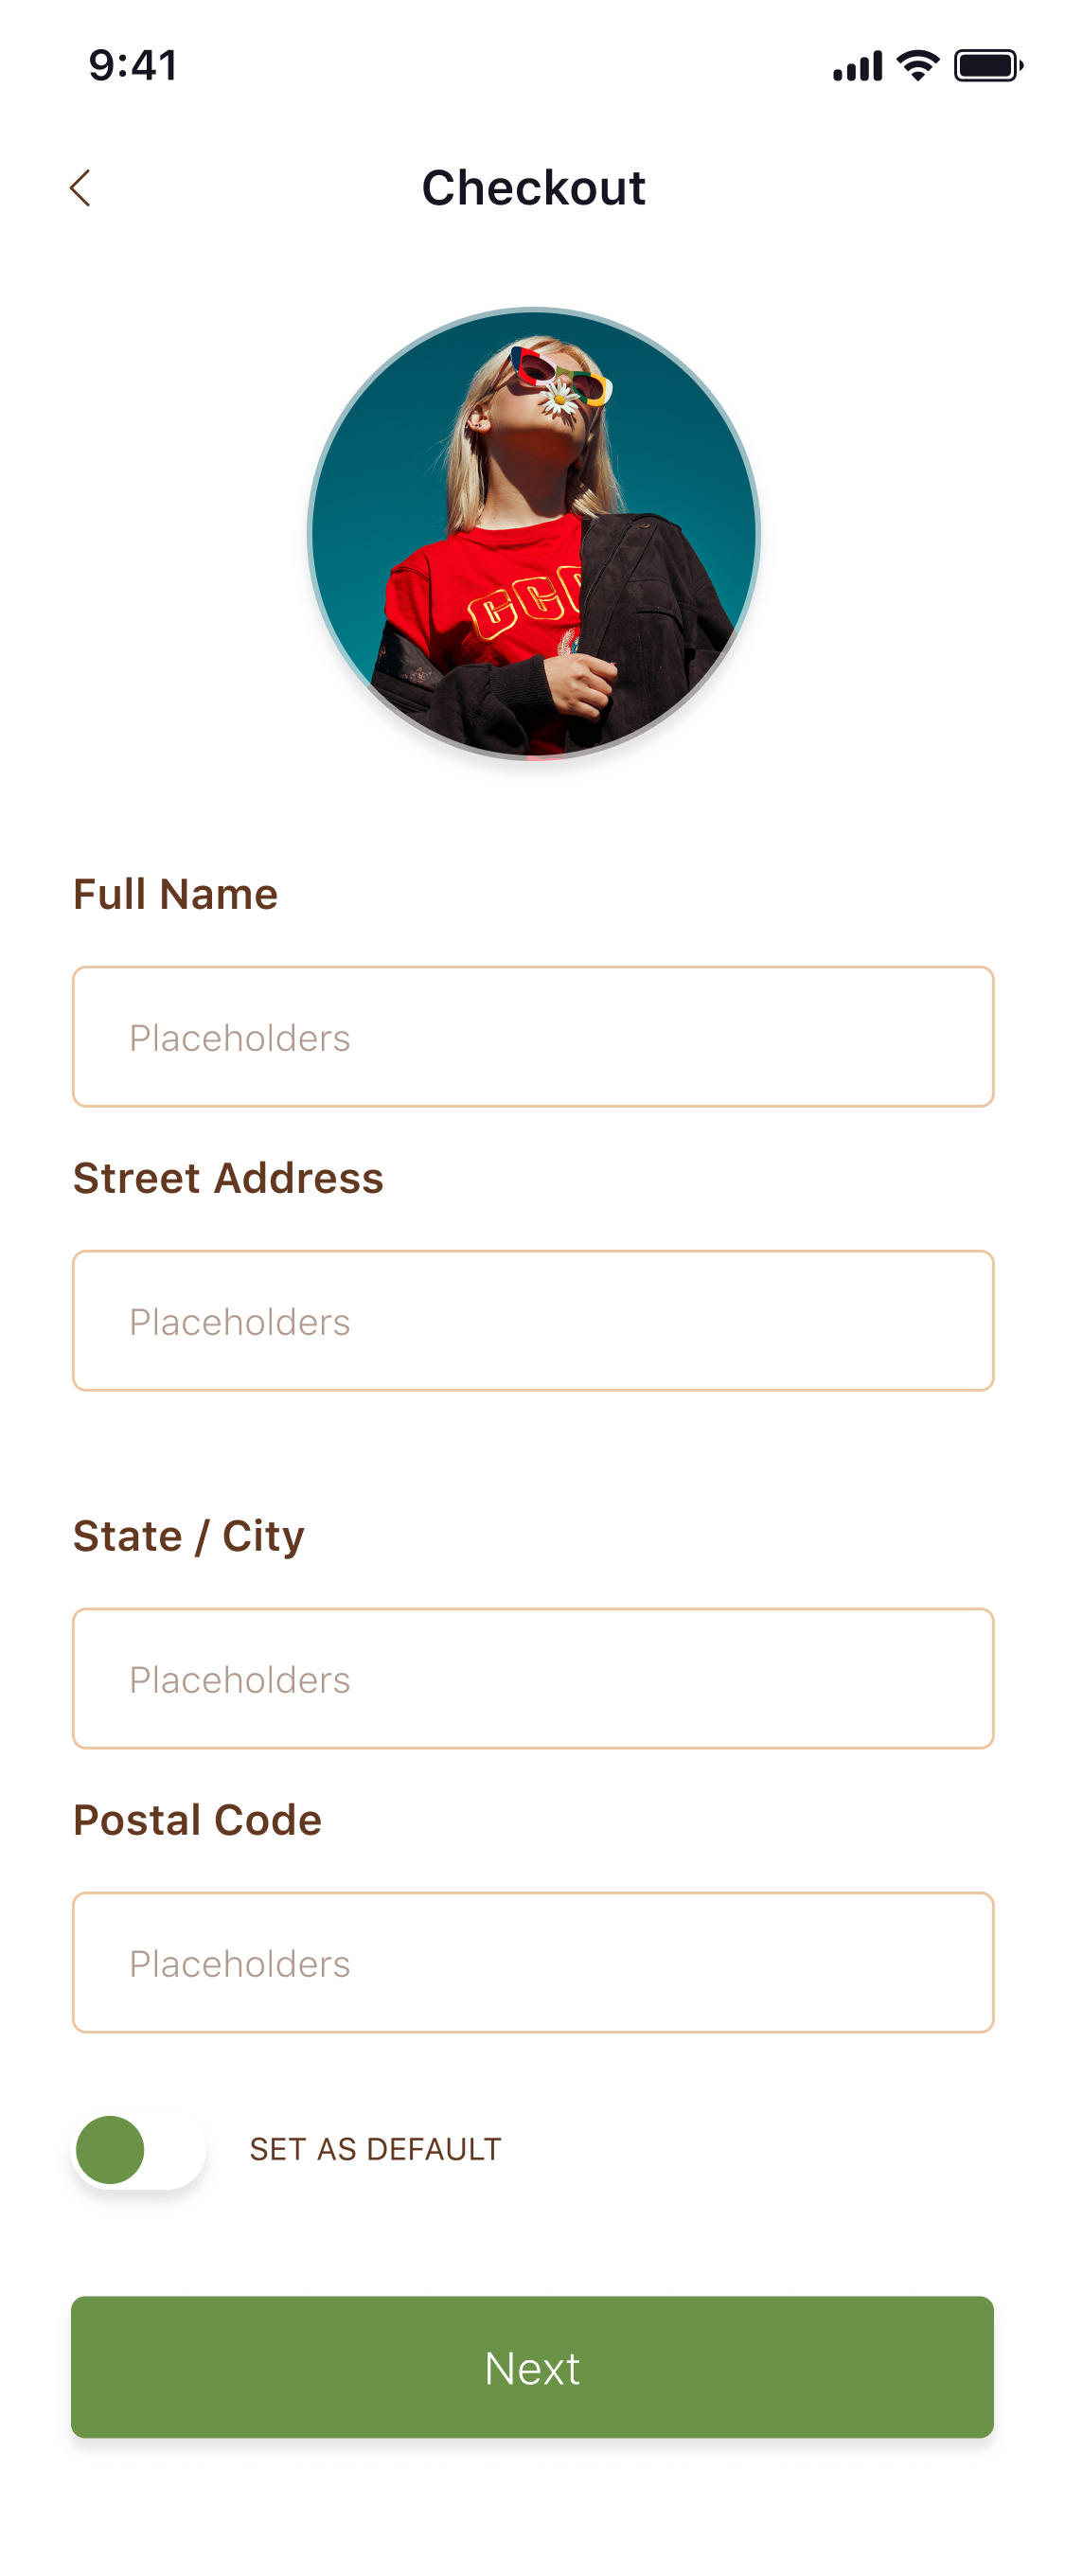 9:41
Checkout
CCC
Full Name
Placeholders
Street Address
Placeholders
State / City
Placeholders
Postal Code
Placeholders
SET AS DEFAULT
Next